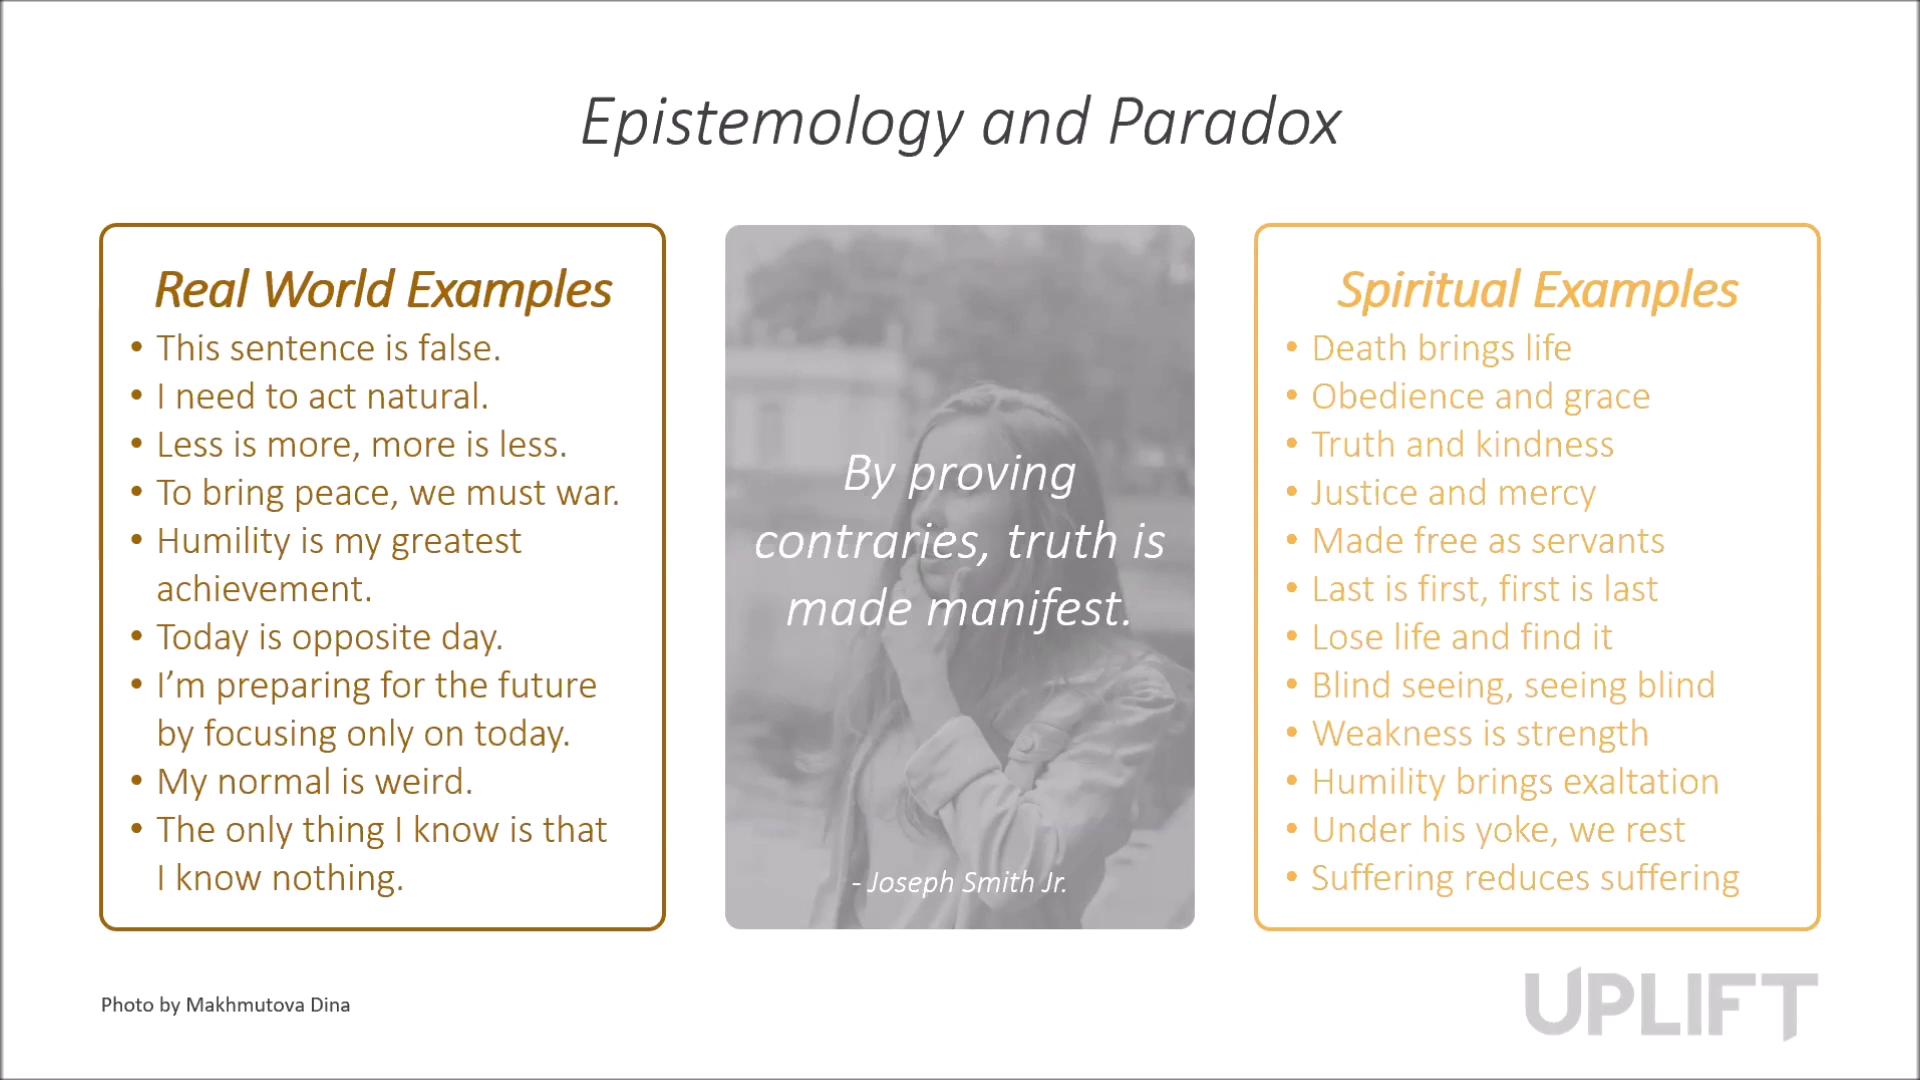 Epistemology and Paradox
Real World Examples
• This sentence is false.
• I need to act natural.
• Less is more, more is less.
• To bring peace, we must war.
• Humility is my greatest
achievement.
• Today is opposite day.
• I’m preparing for the future
by focusing only on today.
• My normal is weird.
• The only thing I know is that
I know nothing.
By proving
contraries, truth is
made manifest.
- Joseph Smith Jr.
Spiritual Examples
• Death brings life
• Obedience and grace
• Truth and kindness
• Justice and mercy
• Made free as servants
• Last is first, first is last
• Lose life and find it
• Blind seeing, seeing blind
• Weakness is strength
• Humility brings exaltation
• Under his yoke, we rest
• Suffering reduces suffering
Photo by Makhmutova Dina
UPLIFT